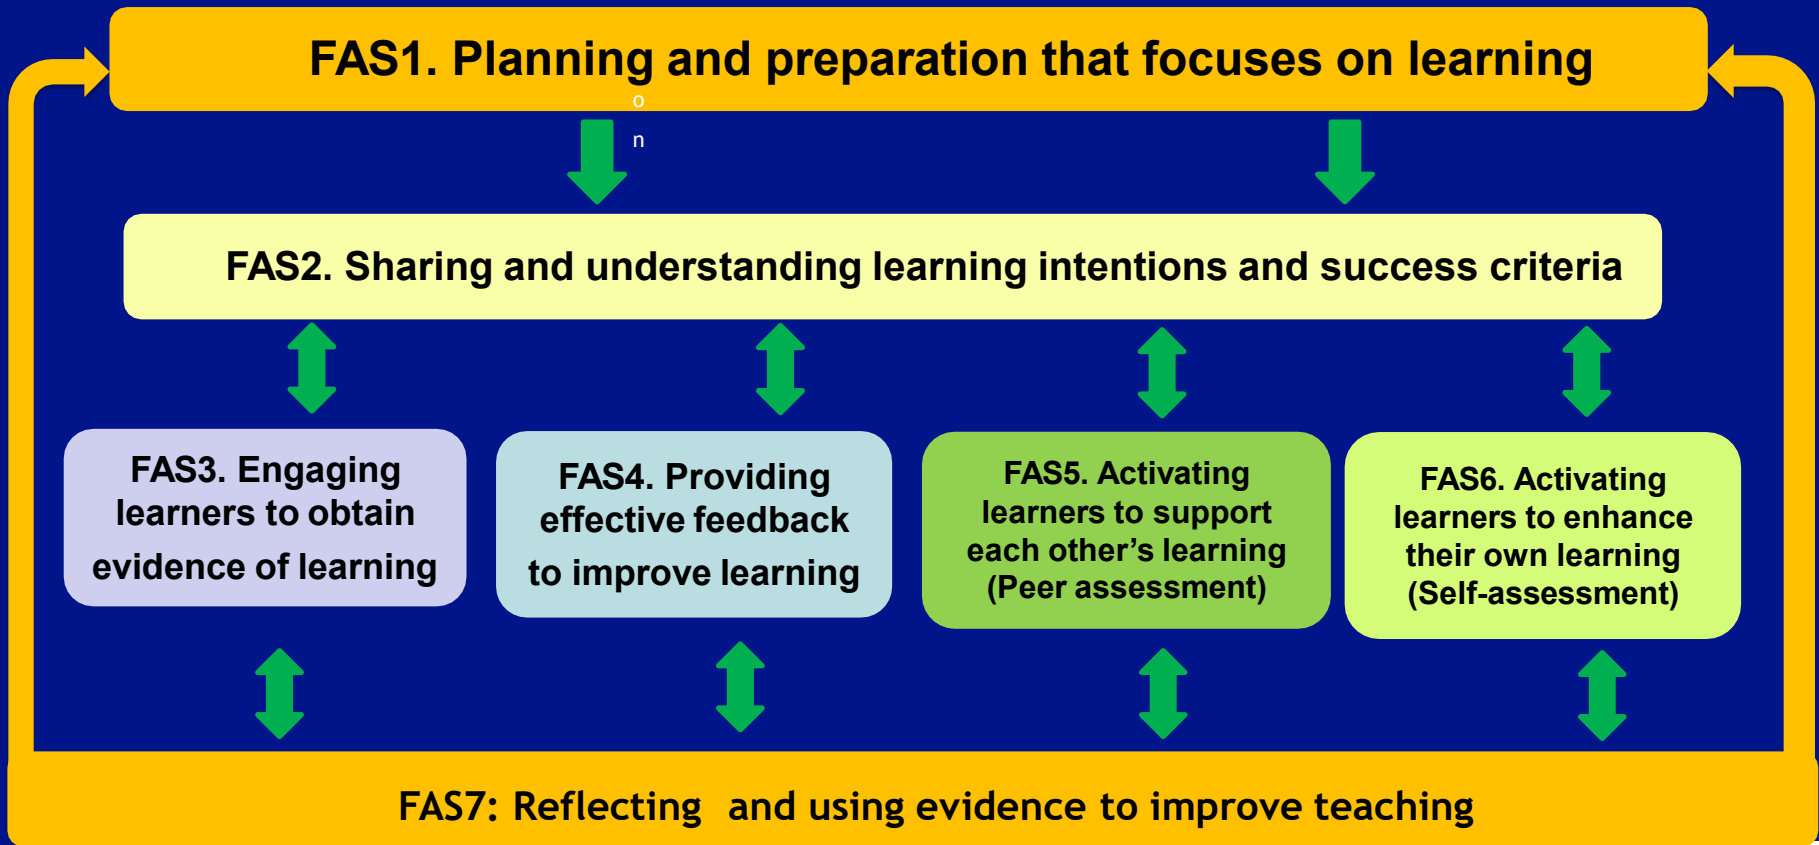 FAS1. Planning and preparation that focuses on learning
o
n
FAS2. Sharing and understanding learning intentions and success criteria
FAS3. Engaging
learners to obtain
evidence of learning
FAS4. Providing
effective feedback
to improve learning
FAS5. Activating
learners to support
each other’s learning
(Peer assessment)
FAS6. Activating
learners to enhance
their own learning
(Self-assessment)
FAS7: Reflecting  and using evidence to improve teaching